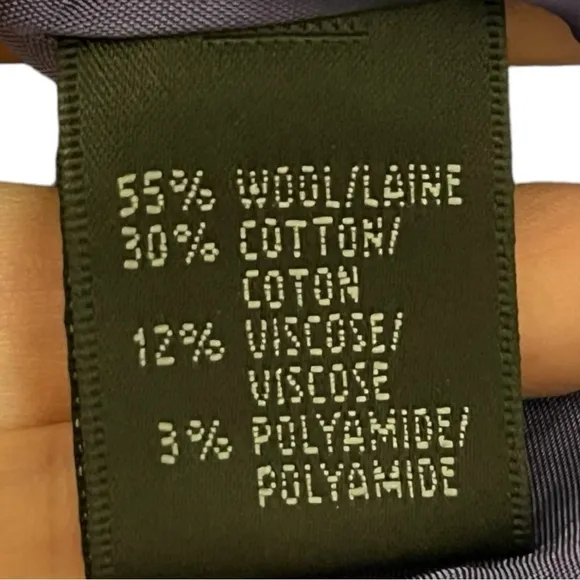 55% WOOL/LAINE
30% COTTON/
COTON
12% VISCOSE/
VISCOSE
3% POLYAMIDE/
POLYAMIDE